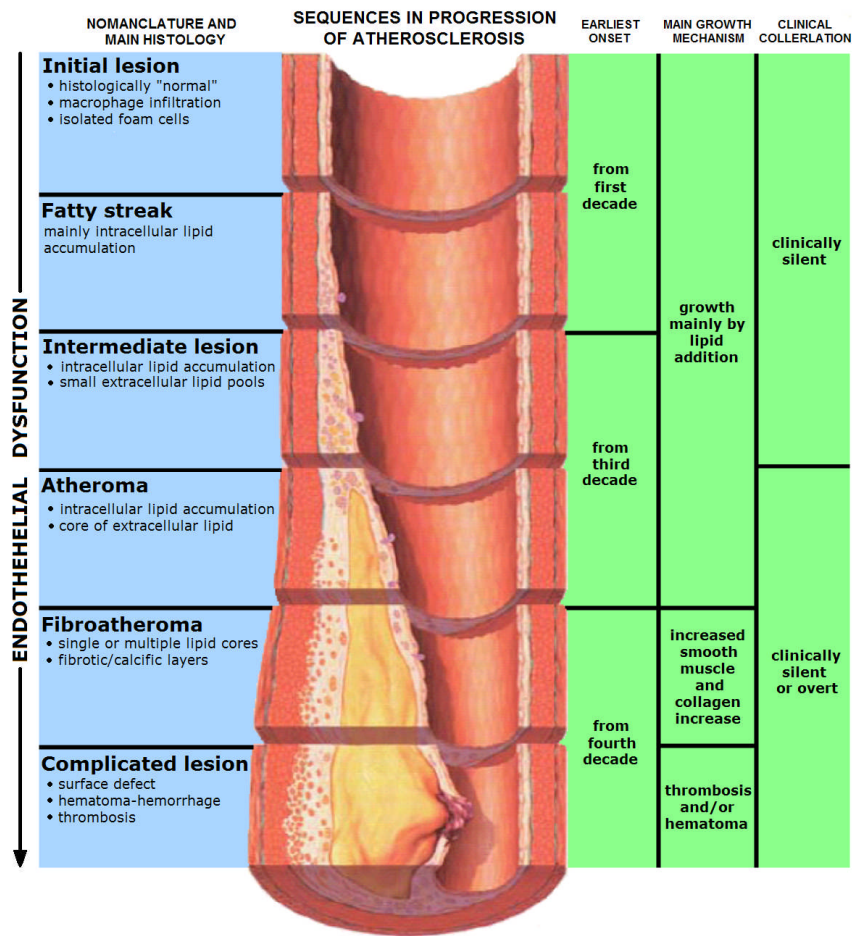 NOMANCLATURE AND
MAIN HISTOLOGY
SEQUENCES IN PROGRESSION
OF ATHEROSCLEROSIS
EARLIEST
ONSET
MAIN GROWTH
MECHANISM
CLINICAL
COLLERLATION
ENDOTHEHELIAL DYSFUNCTION
Initial lesion
• histologically "normal"
• macrophage infiltration
• isolated foam cells
Fatty streak
mainly intracellular lipid
accumulation
Intermediate lesion
• intracellular lipid accumulation
• small extracellular lipid pools
Atheroma
• intracellular lipid accumulation
• core of extracellular lipid
Fibroatheroma
• single or multiple lipid cores
• fibrotic/calcific layers
Complicated lesion
• surface defect
• hematoma-hemorrhage
• thrombosis
from
first
decade
from
third
decade
from
fourth
decade
growth
mainly by
lipid
addition
increased
smooth
muscle
and
collagen
increase
thrombosis
and/or
hematoma
clinically
silent
clinically
silent
or overt